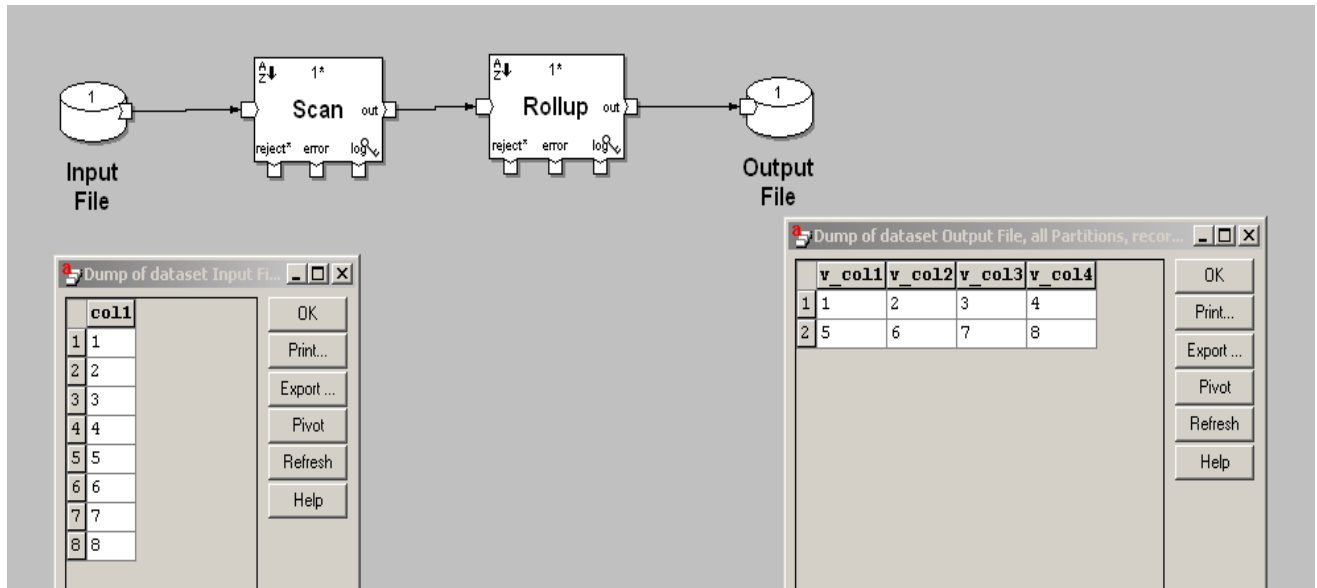 1
Input
File
A
Z
1*
Scan
out
reject* error log
A
Z
1*
Rollup
out
reject* error log
1
Output
File
Dump of dataset Input Fi...
col1
1 1
2 2
3 3
4 4
5 5
6 6
7 7
8 8
OK
Print...
Export ...
Pivot
Refresh
Help
Dump of dataset Output File, all Partitions, recor...
v_col1 v_col2 v_col3 v_col4
1 1 2 3 4
2 5 6 7 8
OK
Print...
Export ...
Pivot
Refresh
Help